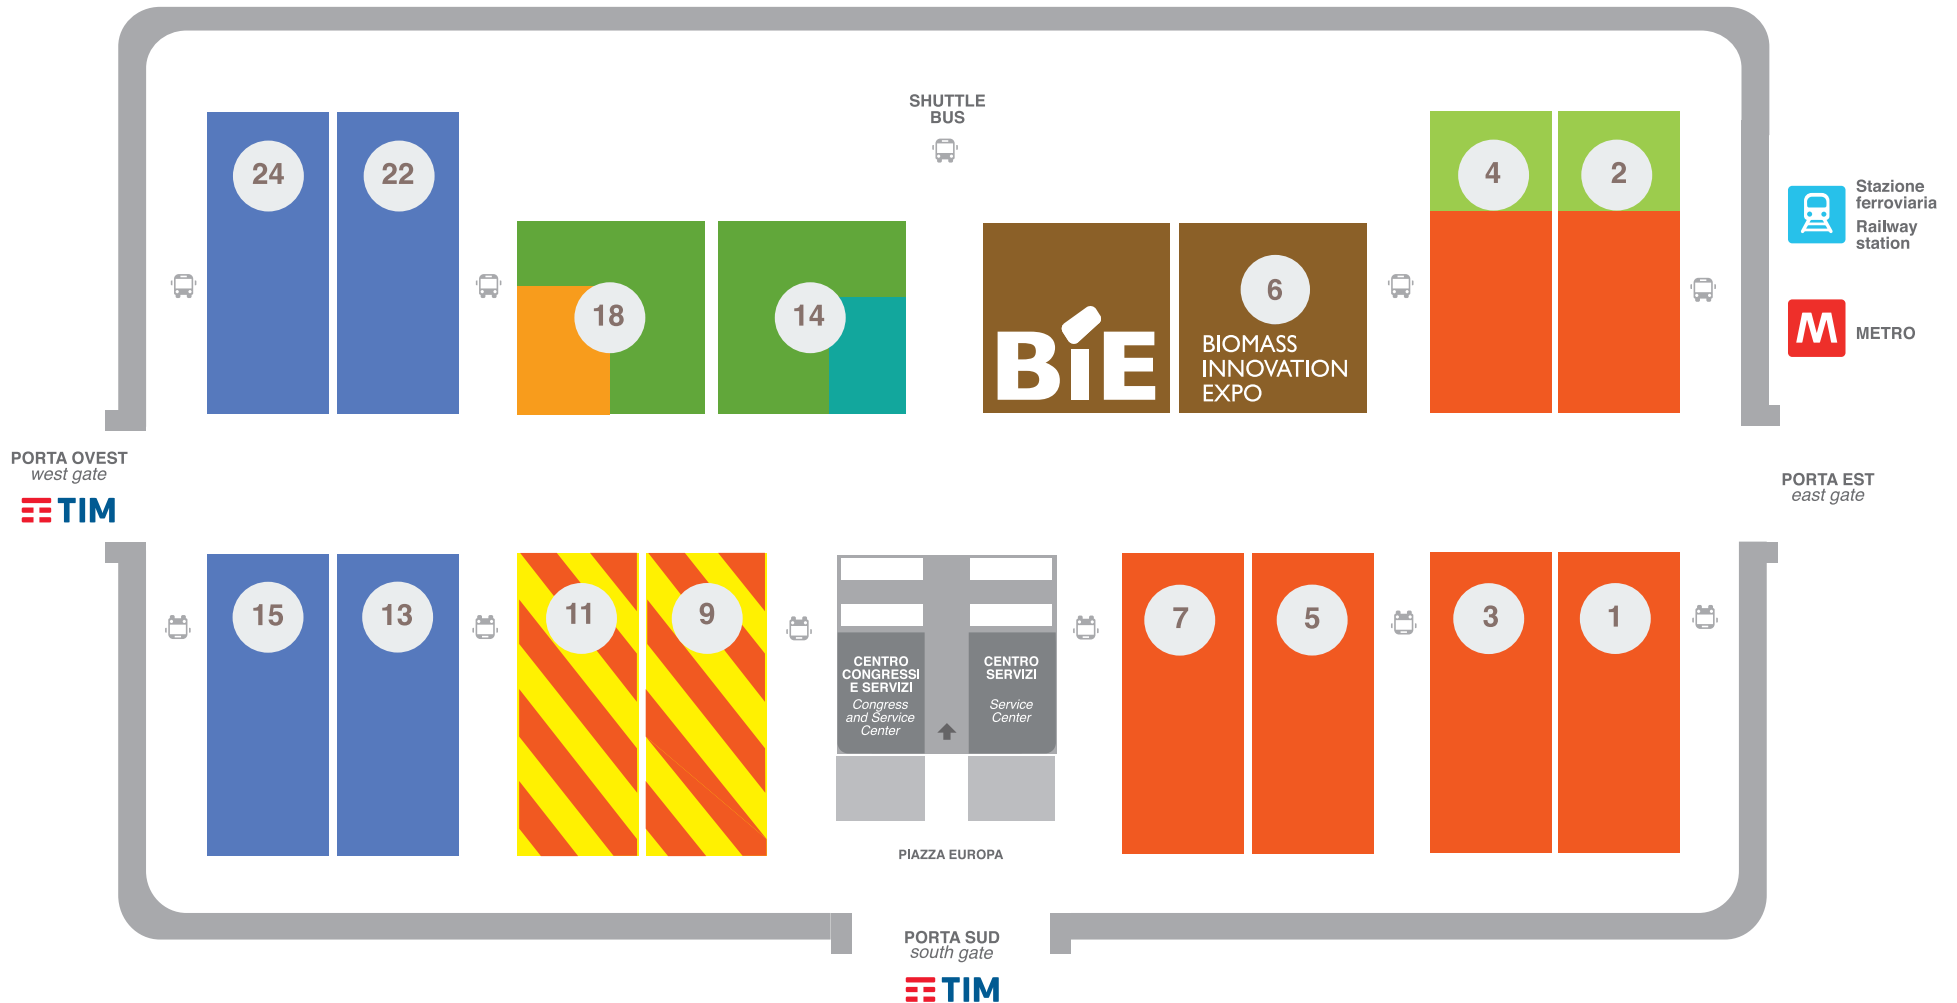 SHUTTLE
BUS
24
22
4
2
Stazione
ferroviaria
Railway
station
18
14
6
BiE
BIOMASS
INNOVATION
EXPO
M
METRO
PORTA OVEST
west gate
TIM
PORTA EST
east gate
15
13
11
9
7
5
3
1
CENTRO
CONGRESSI
E SERVIZI
Congress
and Service
Center
CENTRO
SERVIZI
Service
Center
PIAZZA EUROPA
PORTA SUD
south gate
TIM